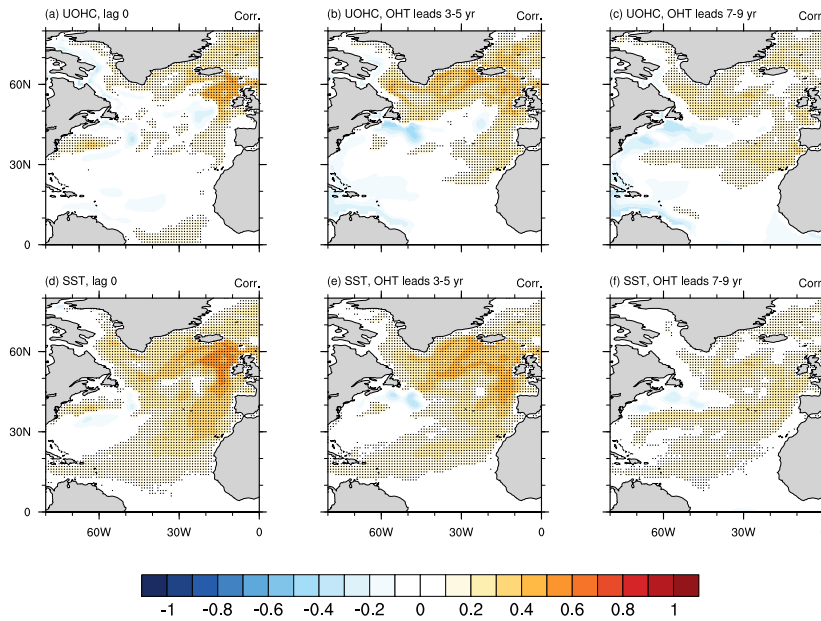 (a) UOHC, lag 0 Corr.
(b) UOHC, OHT leads 3-5 yr Corr.
(c) UOHC, OHT leads 7-9 yr Corr
60N
30N
0
(d) SST, lag 0 Corr.
(e) SST, OHT leads 3-5 yr Corr.
(f) SST, OHT leads 7-9 yr Corr
60N
30N
0
60W 30W 0
60W 30W 0
60W 30W
-1 -0.8 -0.6 -0.4 -0.2 0 0.2 0.4 0.6 0.8 1